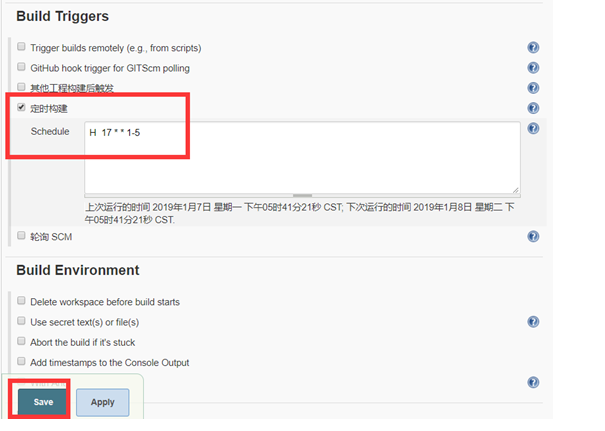 Build Triggers
Trigger builds remotely (e.g., from scripts)
GitHub hook trigger for GITScm polling
其他工程构建后触发
定时构建
Schedule
H 17 * * 1-5
上次运行的时间 2019年1月7日 星期一 下午05时41分21秒 CST; 下次运行的时间 2019年1月8日 星期二 下
午05时41分21秒 CST.
轮询 SCM
Build Environment
Delete workspace before build starts
Use secret text(s) or file(s)
Abort the build if it's stuck
Add timestamps to the Console Output
Save
Apply